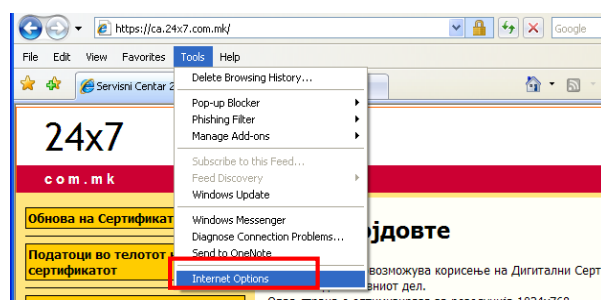 https://ca.24x7.com.mk/
Google
File Edit View Favorites Tools Help
Servisni Centar 2
Delete Browsing History...
Pop-up Blocker
Phishing Filter
Manage Add-ons
Subscribe to this Feed...
Feed Discovery
Windows Update
Windows Messenger
Diagnose Connection Problems...
Send to OneNote
Internet Options
24x7
com.mk
Обнова на Сертификат
Податоци во телотот
сертификатот
јдовте
возможува корисење на Дигитални Серт
вниот дел.